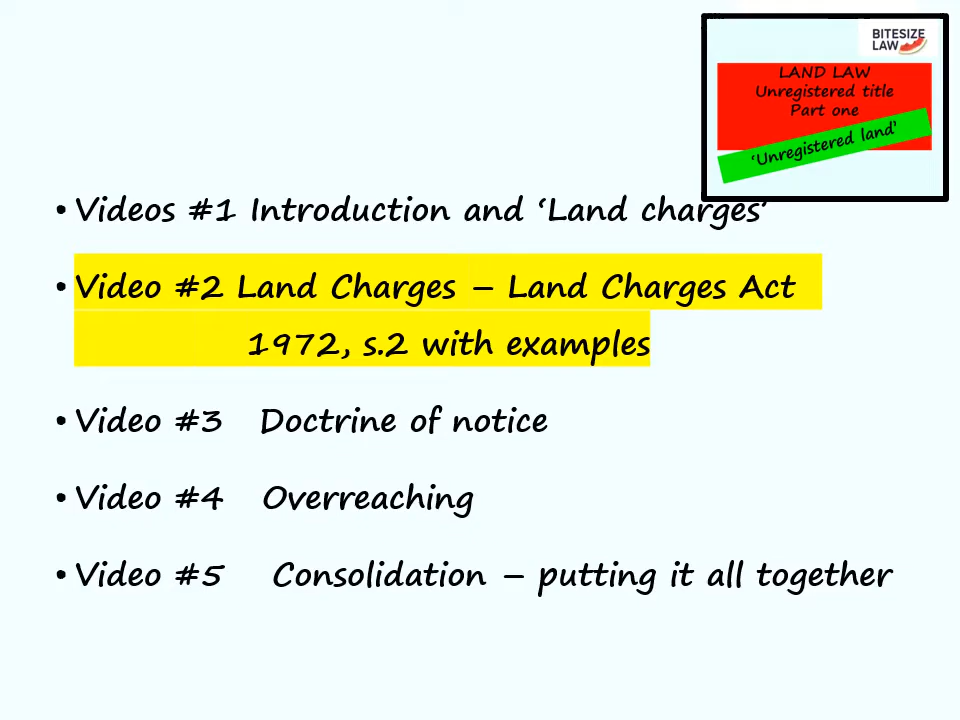 BITESIZE
LAW
LAND LAW
Unregistered title
Part one
‘Unregistered land’
• Videos #1 Introduction and ‘Land charges’
• Video #2 Land Charges – Land Charges Act
1972, s.2 with examples
• Video #3 Doctrine of notice
• Video #4 Overreaching
• Video #5 Consolidation – putting it all together